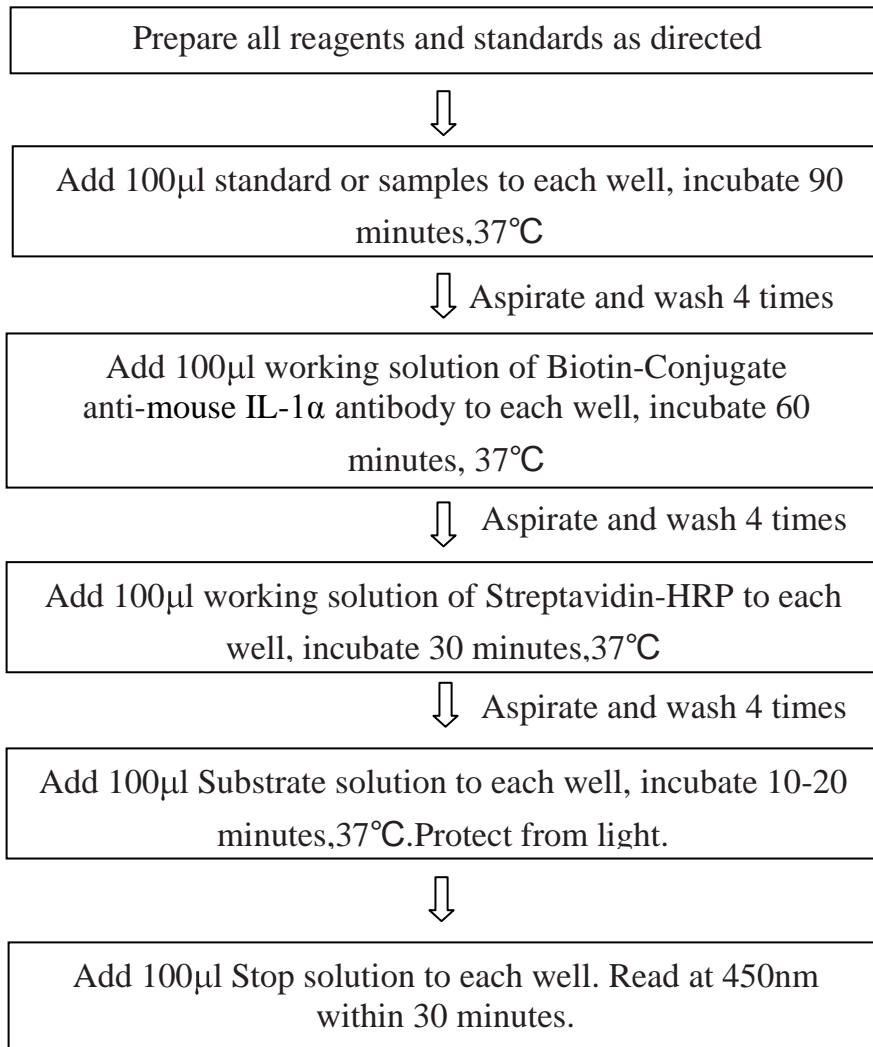 Prepare all reagents and standards as directed
Add 100μl standard or samples to each well, incubate 90
minutes,37℃
Aspirate and wash 4 times
Add 100μl working solution of Biotin-Conjugate
anti-mouse IL-1α antibody to each well, incubate 60
minutes, 37℃
Aspirate and wash 4 times
Add 100μl working solution of Streptavidin-HRP to each
well, incubate 30 minutes,37℃
Aspirate and wash 4 times
Add 100μl Substrate solution to each well, incubate 10-20
minutes,37℃.Protect from light.
Add 100μl Stop solution to each well. Read at 450nm
within 30 minutes.